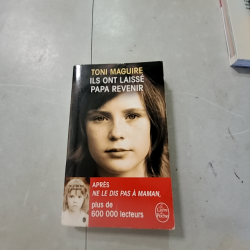 TONI MAGUIRE
ILS ONT LAISSÉ
PAPA REVENIR
APRÈS
NE LE DIS PAS À MAMAN,
plus de
600 000 lecteurs
Le Livre
de Poche